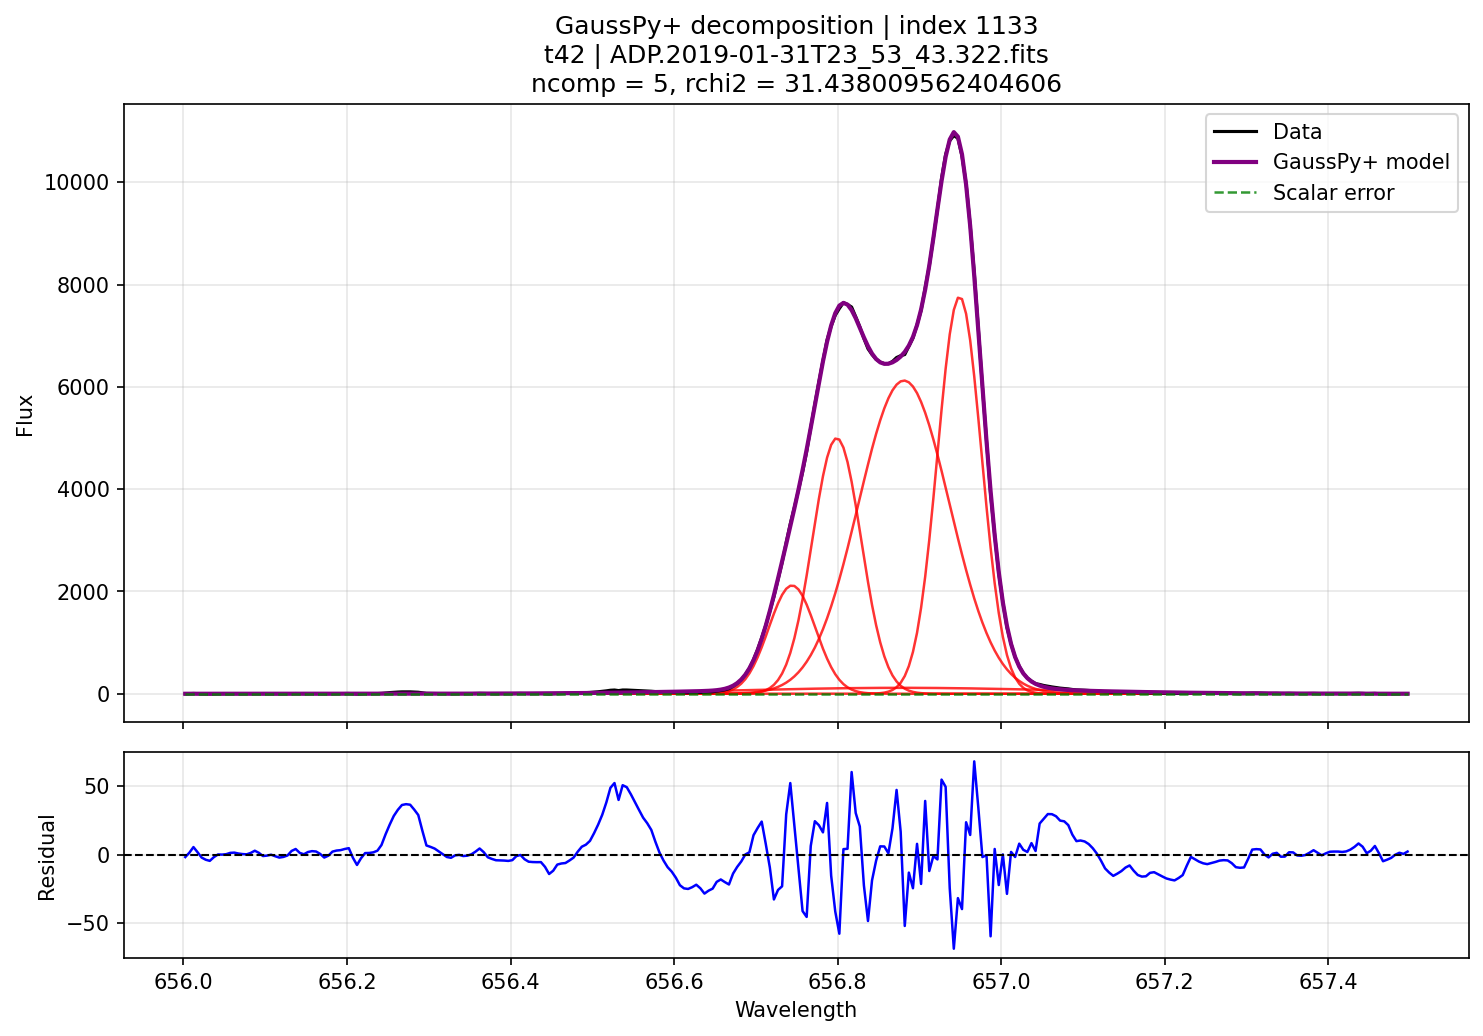 GaussPy+ decomposition | index 1133
t42 | ADP.2019-01-31T23_53_43.322.fits
ncomp = 5, rchi2 = 31.438009562404606
Data
GaussPy+ model
Scalar error
10000
8000
6000
4000
2000
0
Flux
50
0
−50
Residual
656.0 656.2 656.4 656.6 656.8 657.0 657.2 657.4
Wavelength